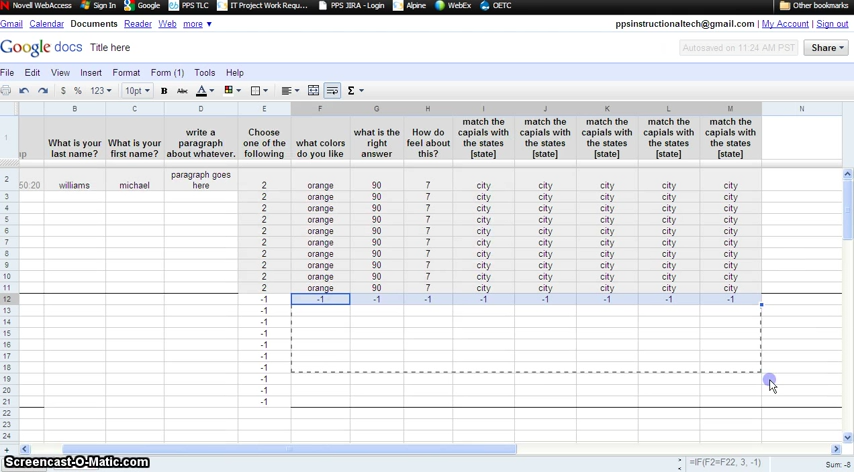 Novell WebAccess Sign In Google PPS TLC IT Project Work Requ... PPS JIRA - Login Alpine WebEx OETC Other bookmarks
Gmail Calendar Documents Reader Web more ▼ ppsinstructionaltech@gmail.com | My Account | Sign out
Google docs Title here Autosaved on 11:24 AM PST Share
File Edit View Insert Format Form (1) Tools Help
$ % 123 10pt B Abc A Σ
B C D E F G H I J K L M N
1 What is your last name? What is your first name? write a paragraph about whatever. Choose one of the following what colors do you like what is the right answer How do feel about this? match the capials with the states [state] match the capials with the states [state] match the capials with the states [state] match the capials with the states [state] match the capials with the states [state]
2 50:20 williams michael paragraph goes here 2 orange 90 7 city city city city city
3 2 orange 90 7 city city city city city
4 2 orange 90 7 city city city city city
5 2 orange 90 7 city city city city city
6 2 orange 90 7 city city city city city
7 2 orange 90 7 city city city city city
8 2 orange 90 7 city city city city city
9 2 orange 90 7 city city city city city
10 2 orange 90 7 city city city city city
11 2 orange 90 7 city city city city city
12 -1 -1 -1 -1 -1 -1 -1 -1 -1
13 -1
14 -1
15 -1
16 -1
17 -1
18 -1
19 -1
20 -1
21 -1
22
23
24
Screencast-O-Matic.com =IF(F2=F22, 3, -1) Sum: -8